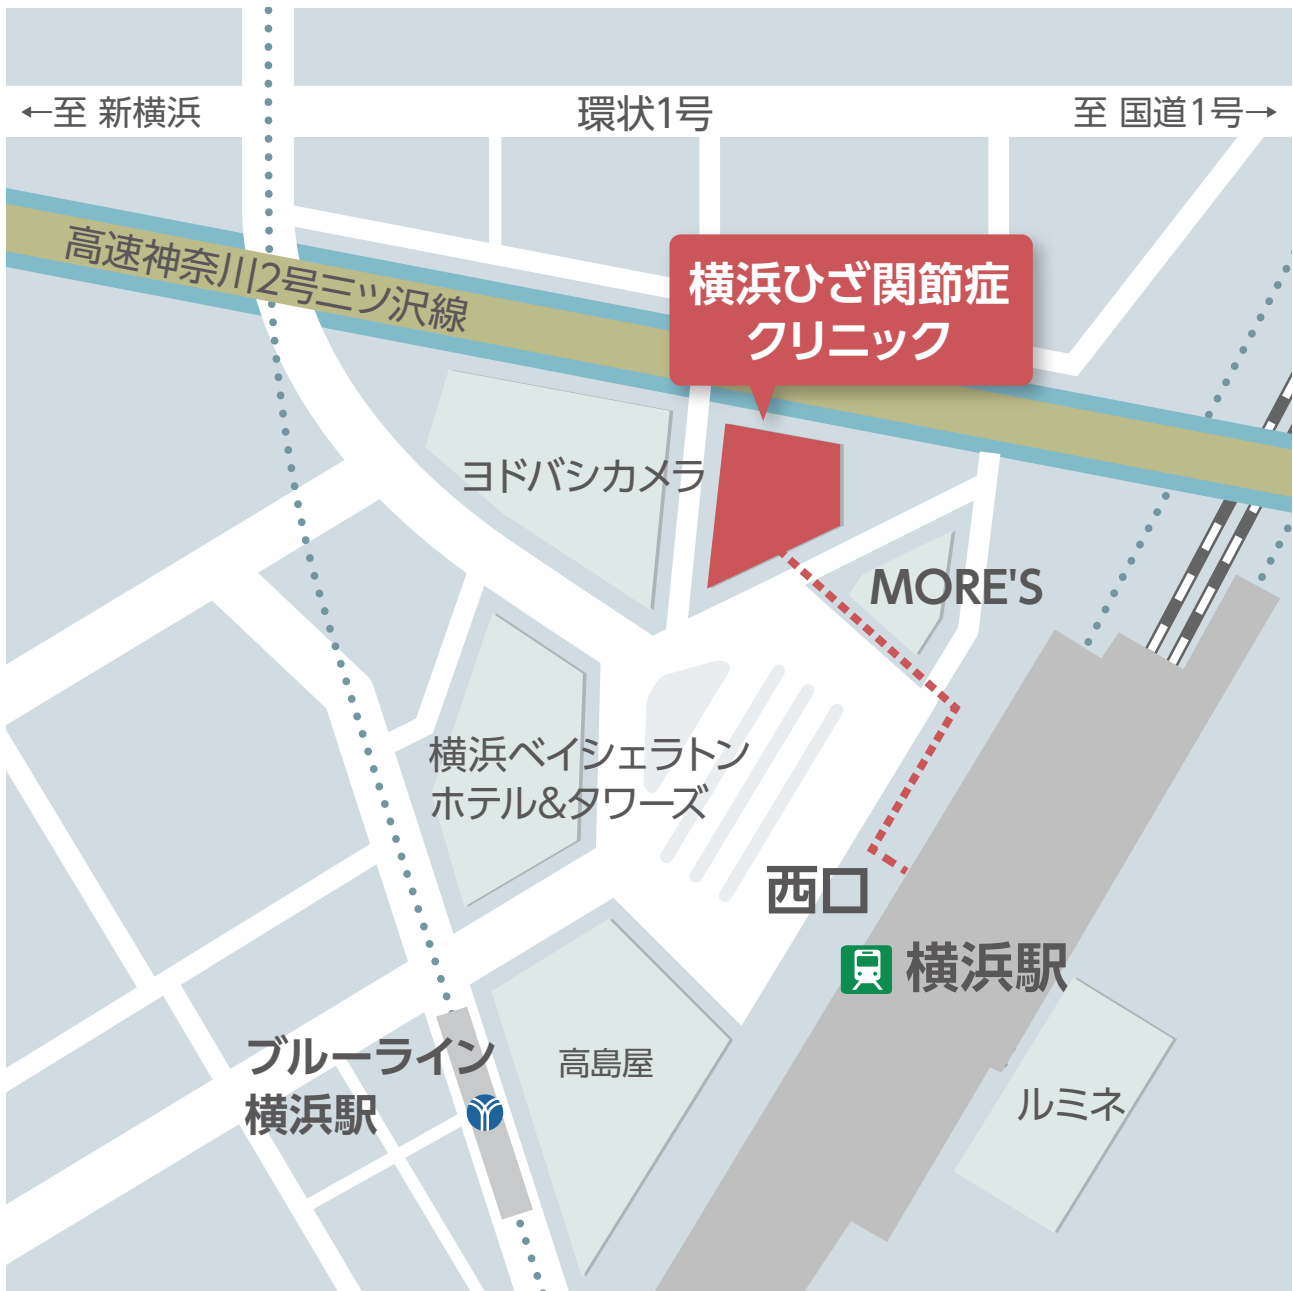 ←至 新横浜
環状1号
至 国道1号→
高速神奈川2号三ツ沢線
横浜ひざ関節症
クリニック
ヨドバシカメラ
MORE'S
横浜ベイシェラトン
ホテル&タワーズ
西口
横浜駅
ブルーライン
横浜駅
高島屋
ルミネ